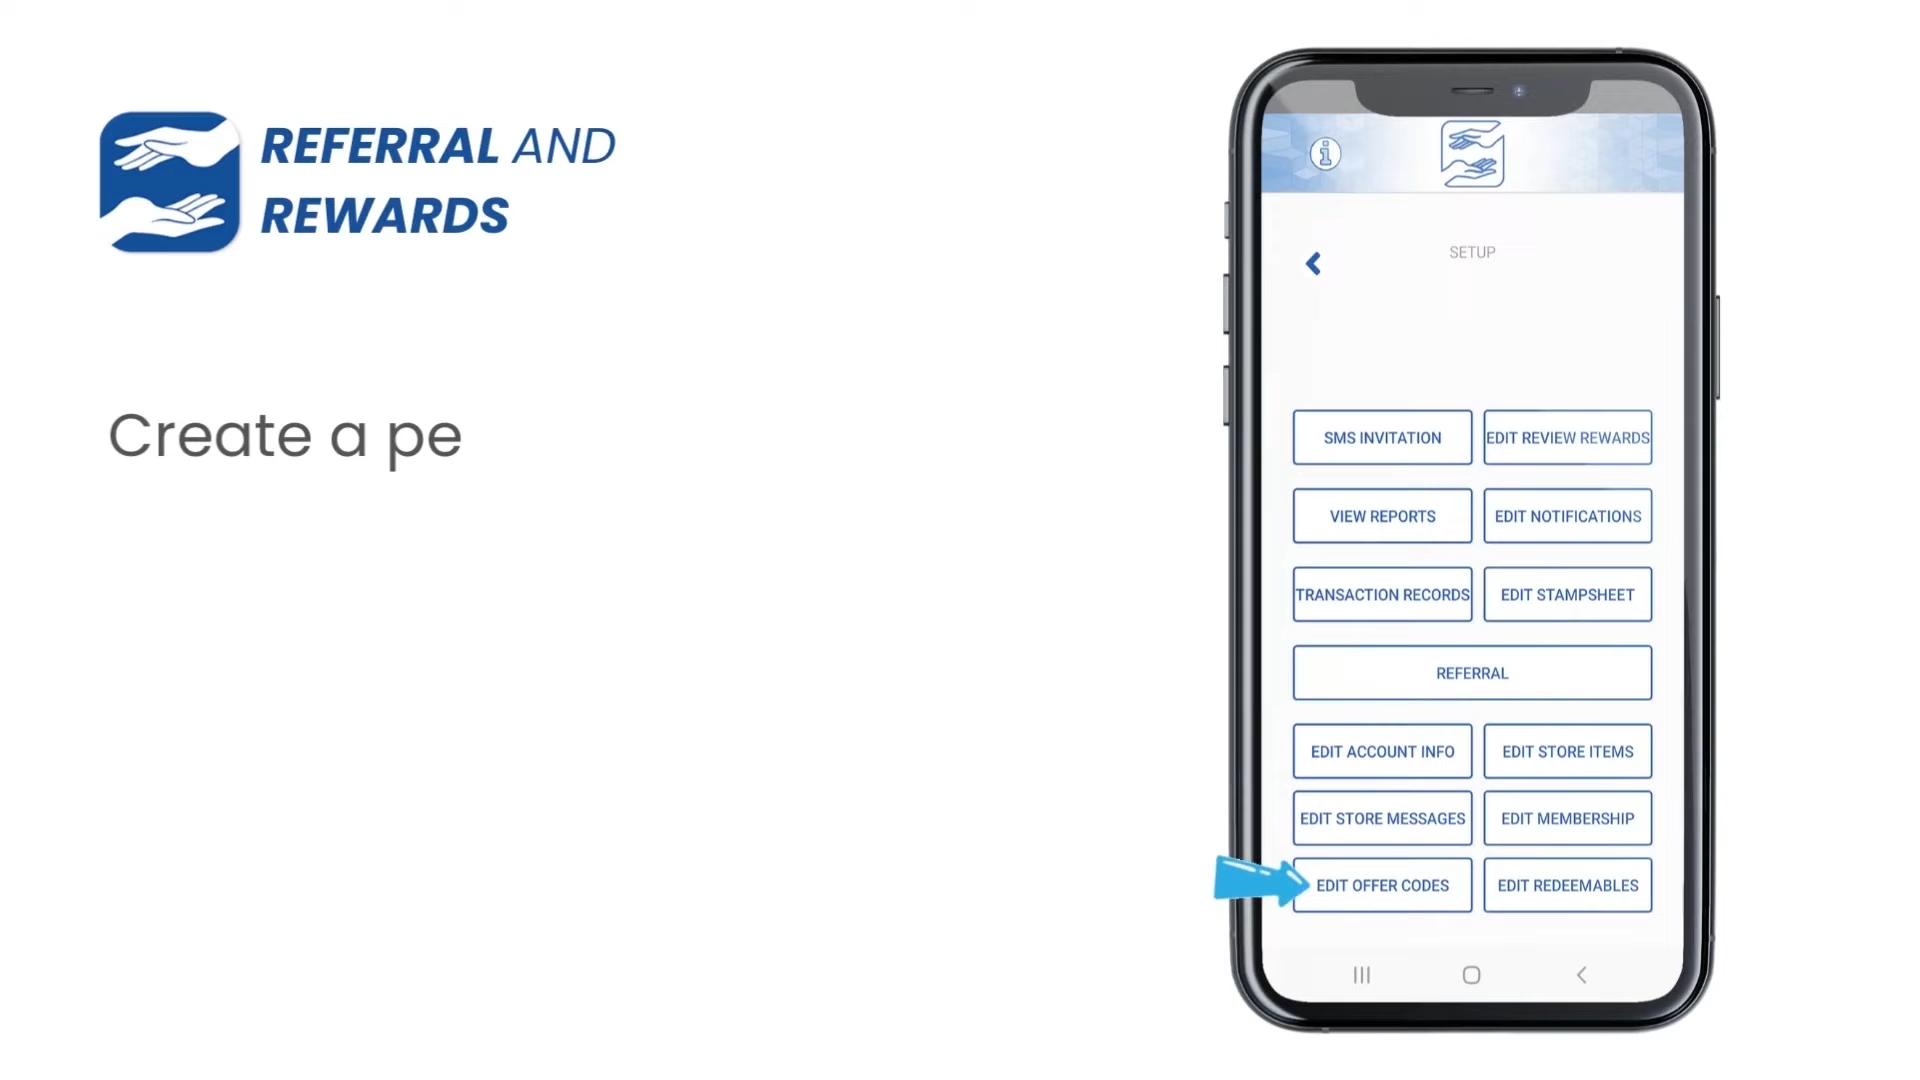 REFERRAL AND
REWARDS
Create a pe
SETUP
SMS INVITATION
EDIT REVIEW REWARDS
VIEW REPORTS
EDIT NOTIFICATIONS
TRANSACTION RECORDS
EDIT STAMPSHEET
REFERRAL
EDIT ACCOUNT INFO
EDIT STORE ITEMS
EDIT STORE MESSAGES
EDIT MEMBERSHIP
EDIT OFFER CODES
EDIT REDEEMABLES